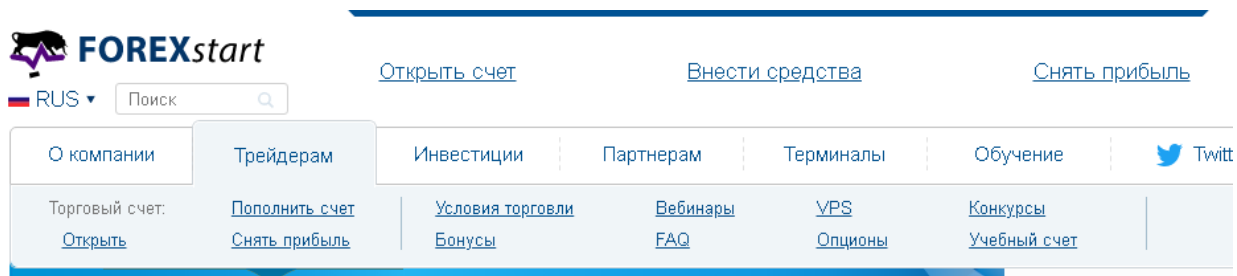 FOREXstart
Открыть счет Внести средства Снять прибыль
RUS Поиск
О компании Трейдерам Инвестиции Партнерам Терминалы Обучение Twitt
Торговый счет: Пополнить счет Условия торговли Вебинары VPS Конкурсы
Открыть Снять прибыль Бонусы FAQ Опционы Учебный счет